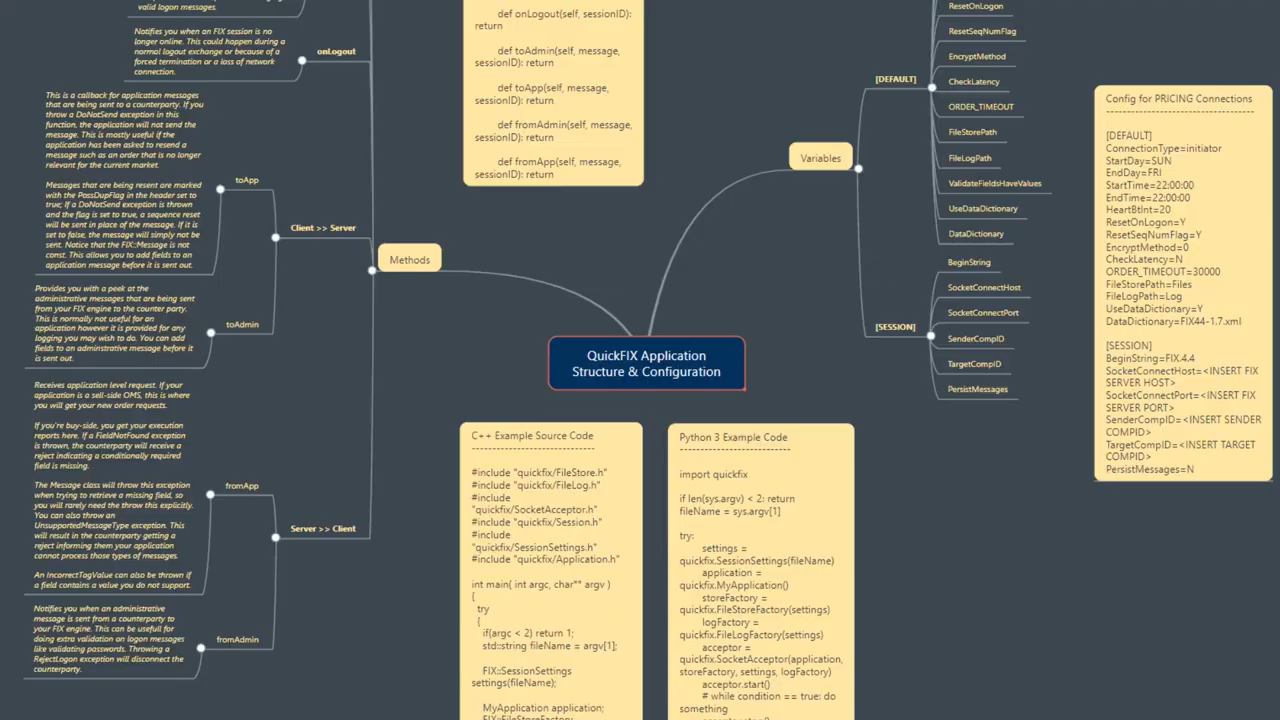 valid logon messages.
Notifies you when an FIX session is no
longer online. This could happen during a
normal logout exchange or because of a
forced termination or a loss of network
connection.
onLogout
This is a callback for application messages
that are being sent to a counterparty. If you
throw a DoNotSend exception in this
function, the application will not send the
message. This is mostly useful if the
application has been asked to resend a
message such as an order that is no longer
relevant for the current market.
Messages that are being resent are marked
with the PossDupFlag in the header set to
true; If a DoNotSend exception is thrown
and the flag is set to true, a sequence reset
will be sent in place of the message. If it is
set to false, the message will simply not be
sent. Notice that the FIX::Message is not
const. This allows you to add fields to an
application message before it is sent out.
toApp
Client >> Server
Provides you with a peek at the
administrative messages that are being sent
from your FIX engine to the counter party.
This is normally not useful for an
application however it is provided for any
logging you may wish to do. You can add
fields to an adminstrative message before it
is sent out.
toAdmin
Receives application level request. If your
application is a sell-side OMS, this is where
you will get your new order requests.
If you're buy-side, you get your execution
reports here. If a FieldNotFound exception
is thrown, the counterparty will receive a
reject indicating a conditionally required
field is missing.
The Message class will throw this exception
when trying to retrieve a missing field, so
you will rarely need the throw this explicitly.
You can also throw an
UnsupportedMessageType exception. This
will result in the counterparty getting a
reject informing them your application
cannot process those types of messages.
An IncorrectTagValue can also be thrown if
a field contains a value you do not support.
fromApp
Server >> Client
Notifies you when an administrative
message is sent from a counterparty to
your FIX engine. This can be usefull for
doing extra validation on logon messages
like validating passwords. Throwing a
RejectLogon exception will disconnect the
counterparty.
fromAdmin
Methods
def onLogout(self, sessionID):
return
def toAdmin(self, message,
sessionID): return
def toApp(self, message,
sessionID): return
def fromAdmin(self, message,
sessionID): return
def fromApp(self, message,
sessionID): return
QuickFIX Application
Structure & Configuration
C++ Example Source Code
------------------------------
#include "quickfix/FileStore.h"
#include "quickfix/FileLog.h"
#include
"quickfix/SocketAcceptor.h"
#include "quickfix/Session.h"
#include
"quickfix/SessionSettings.h"
#include "quickfix/Application.h"
int main( int argc, char** argv )
{
try
{
if(argc < 2) return 1;
std::string fileName = argv[1];
FIX::SessionSettings
settings(fileName);
MyApplication application;
FIX::FileStoreFactory
Python 3 Example Code
---------------------------
import quickfix
if len(sys.argv) < 2: return
fileName = sys.argv[1]
try:
settings =
quickfix.SessionSettings(fileName)
application =
quickfix.MyApplication()
storeFactory =
quickfix.FileStoreFactory(settings)
logFactory =
quickfix.FileLogFactory(settings)
acceptor =
quickfix.SocketAcceptor(application,
storeFactory, settings, logFactory)
acceptor.start()
# while condition == true: do
something
Variables
[DEFAULT]
ResetOnLogon
ResetSeqNumFlag
EncryptMethod
CheckLatency
ORDER_TIMEOUT
FileStorePath
FileLogPath
ValidateFieldsHaveValues
UseDataDictionary
DataDictionary
[SESSION]
BeginString
SocketConnectHost
SocketConnectPort
SenderCompID
TargetCompID
PersistMessages
Config for PRICING Connections
------------------------------------
[DEFAULT]
ConnectionType=initiator
StartDay=SUN
EndDay=FRI
StartTime=22:00:00
EndTime=22:00:00
HeartBtInt=20
ResetOnLogon=Y
ResetSeqNumFlag=Y
EncryptMethod=0
CheckLatency=N
ORDER_TIMEOUT=30000
FileStorePath=Files
FileLogPath=Log
UseDataDictionary=Y
DataDictionary=FIX44-1.7.xml
[SESSION]
BeginString=FIX.4.4
SocketConnectHost=<INSERT FIX
SERVER HOST>
SocketConnectPort=<INSERT FIX
SERVER PORT>
SenderCompID=<INSERT SENDER
COMPID>
TargetCompID=<INSERT TARGET
COMPID>
PersistMessages=N